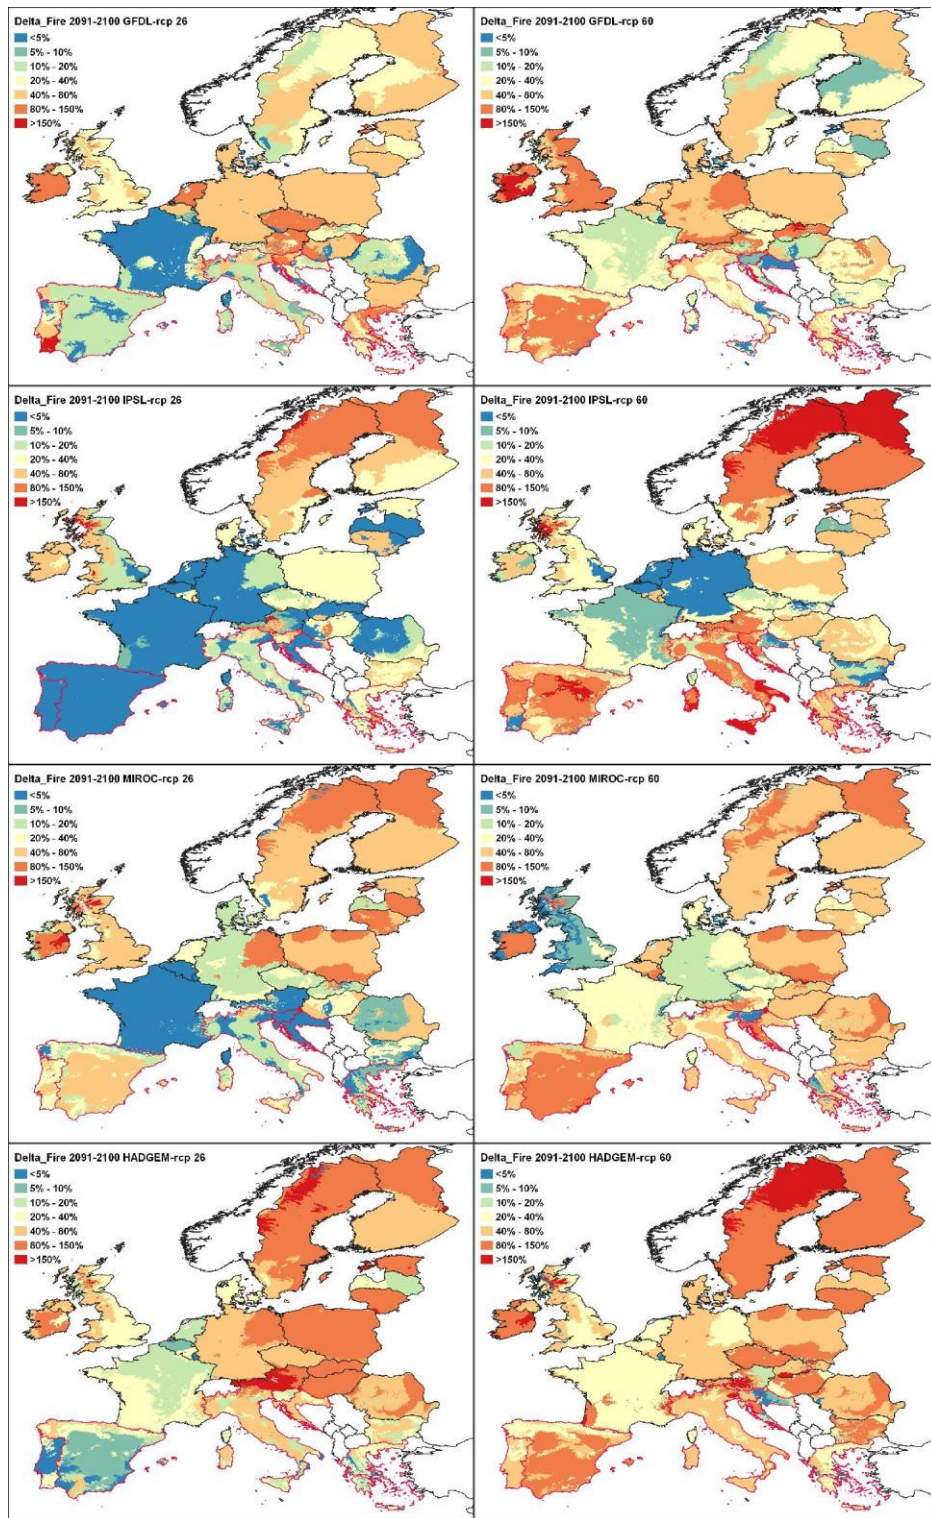 Delta_Fire 2091-2100 GFDL-rcp 26
<5%
5% - 10%
10% - 20%
20% - 40%
40% - 80%
80% - 150%
>150%
Delta_Fire 2091-2100 GFDL-rcp 60
<5%
5% - 10%
10% - 20%
20% - 40%
40% - 80%
80% - 150%
>150%
Delta_Fire 2091-2100 IPSL-rcp 26
<5%
5% - 10%
10% - 20%
20% - 40%
40% - 80%
80% - 150%
>150%
Delta_Fire 2091-2100 IPSL-rcp 60
<5%
5% - 10%
10% - 20%
20% - 40%
40% - 80%
80% - 150%
>150%
Delta_Fire 2091-2100 MIROC-rcp 26
<5%
5% - 10%
10% - 20%
20% - 40%
40% - 80%
80% - 150%
>150%
Delta_Fire 2091-2100 MIROC-rcp 60
<5%
5% - 10%
10% - 20%
20% - 40%
40% - 80%
80% - 150%
>150%
Delta_Fire 2091-2100 HADGEM-rcp 26
<5%
5% - 10%
10% - 20%
20% - 40%
40% - 80%
80% - 150%
>150%
Delta_Fire 2091-2100 HADGEM-rcp 60
<5%
5% - 10%
10% - 20%
20% - 40%
40% - 80%
80% - 150%
>150%